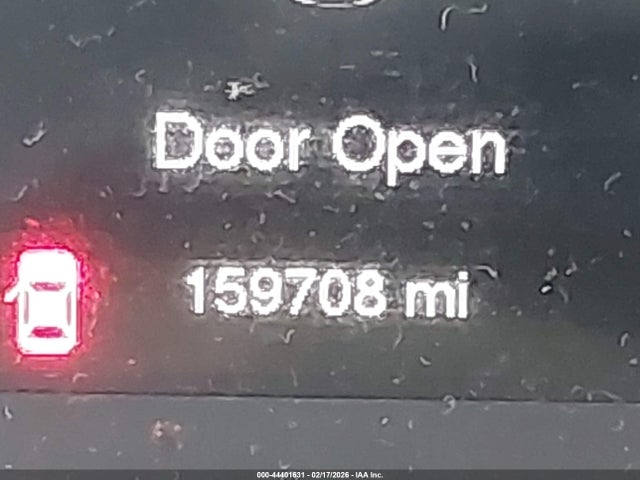 Door Open
159708 mi
000-44401631 - 02/17/2026 - IAA Inc.